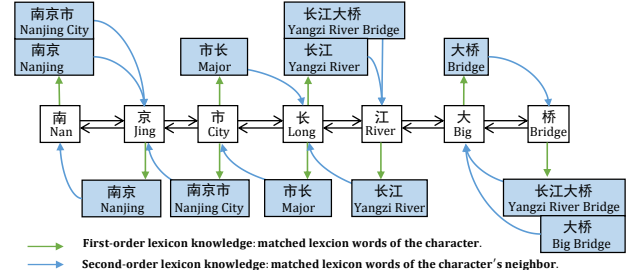 南京市
Nanjing City
南京
Nanjing
市长
Major
长江大桥
Yangzi River Bridge
长江
Yangzi River
大桥
Bridge
南
Nan
京
Jing
市
City
长
Long
江
River
大
Big
桥
Bridge
南京
Nanjing
南京市
Nanjing City
市长
Major
长江
Yangzi River
长江大桥
Yangzi River Bridge
大桥
Big Bridge
First-order lexicon knowledge: matched lexcion words of the character.
Second-order lexicon knowledge: matched lexicon words of the character's neighbor.